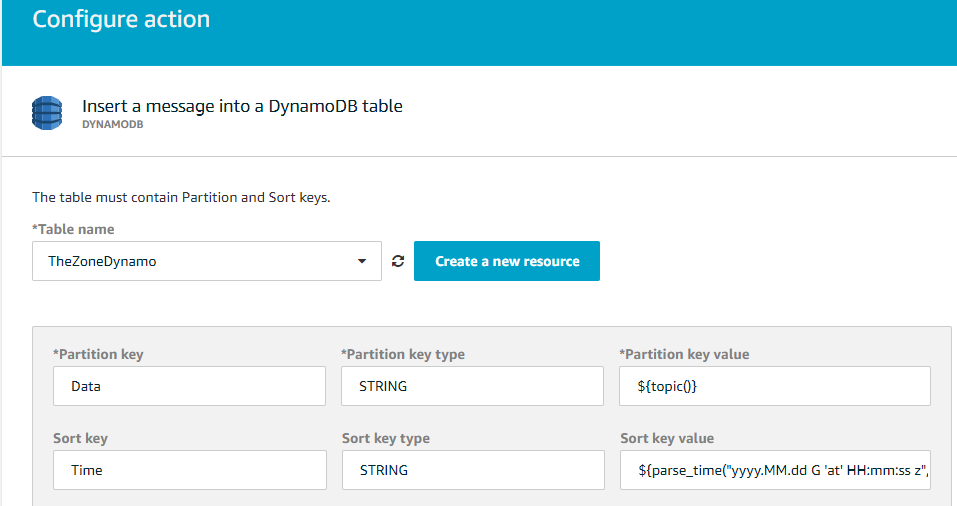 Configure action
Insert a message into a DynamoDB table
DYNAMODB
The table must contain Partition and Sort keys.
*Table name
TheZoneDynamo
Create a new resource
*Partition key *Partition key type *Partition key value
Data STRING ${topic()}
Sort key Sort key type Sort key value
Time STRING ${parse_time("yyyy.MM.dd G 'at' HH:mm:ss z",